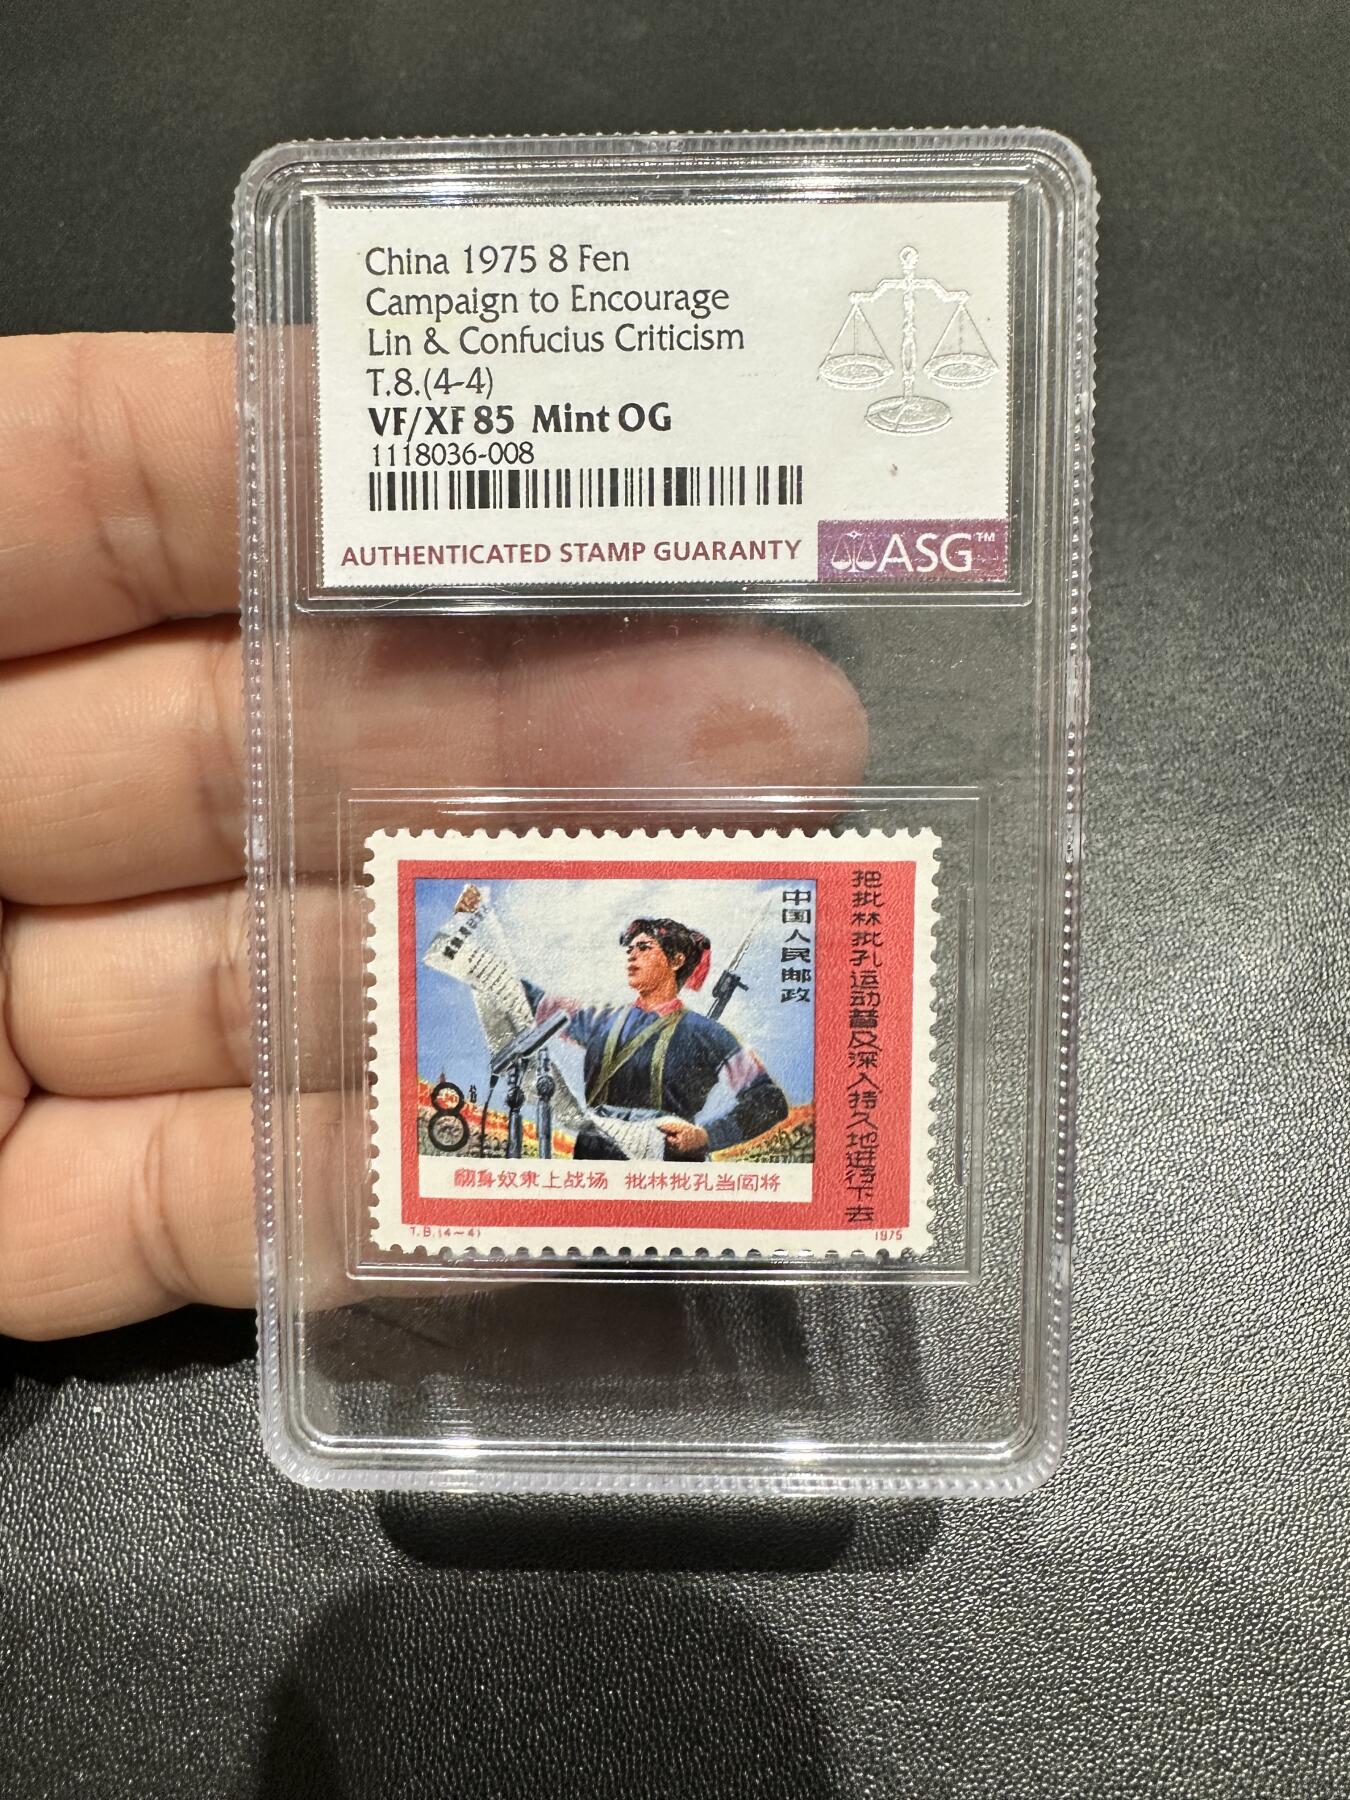 China 1975 8 Fen
Campaign to Encourage
Lin & Confucius Criticism
T.8.(4-4)
VF/XF 85 Mint OG
1118036-008
AUTHENTICATED STAMP GUARANTY
ASG™
中国人民邮政
把批林批孔运动普及深入持久地进行下去
8分
翻身奴隶上战场 批林批孔当闯将
T.8.(4-4)
1975